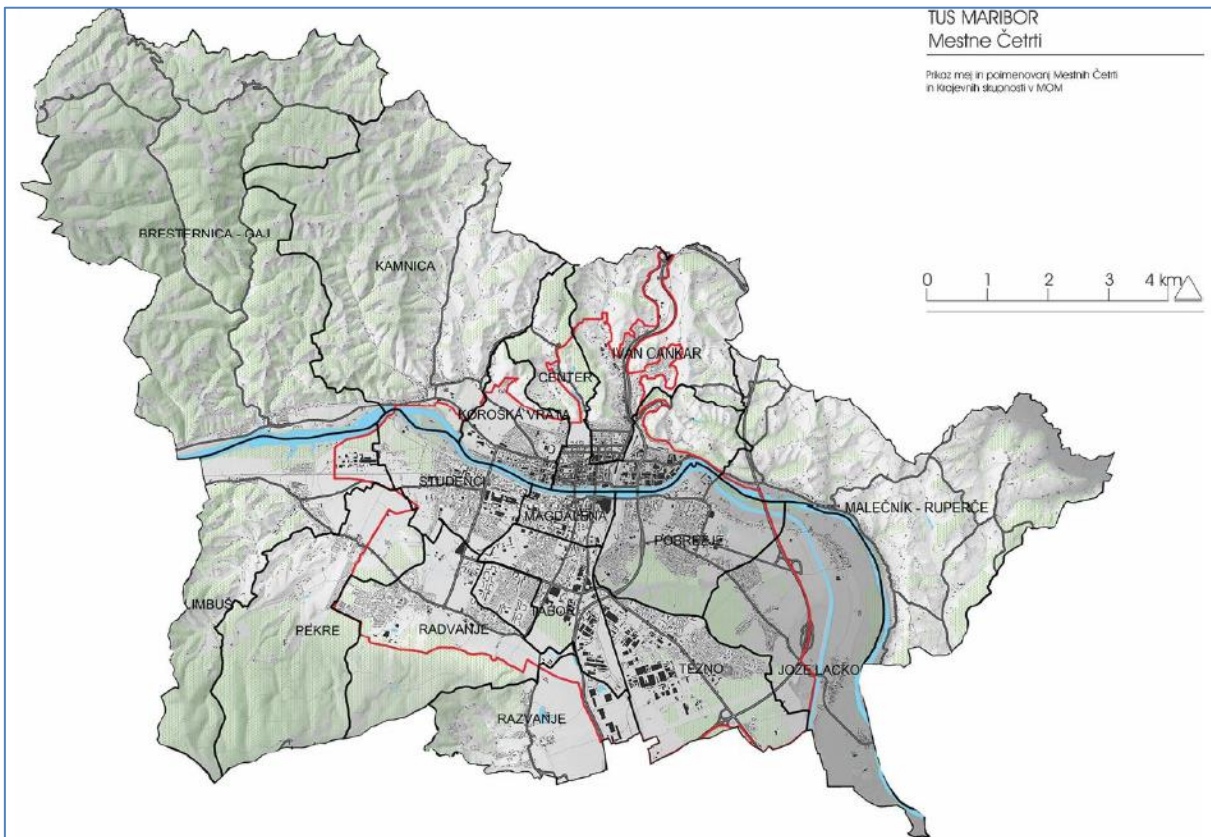 TUS MARIBOR
Mestne Četrti
Prikaz mej in poimenovanj Mestnih Četrti
in Krajevnih skupnosti v MOM
BRESTERNICA - GAJ
KAMNICA
0 1 2 3 4 km
IVAN CANKAR
CENTER
KOROŠKA VRATA
STUDENCI
MALEČNIK - RUPERČE
MAGDALENA
POBREŽJE
LIMBUŠ
TABOR
PEKRE
RADVANJE
TEZNO
JOŽE LACKO
RAZVANJE